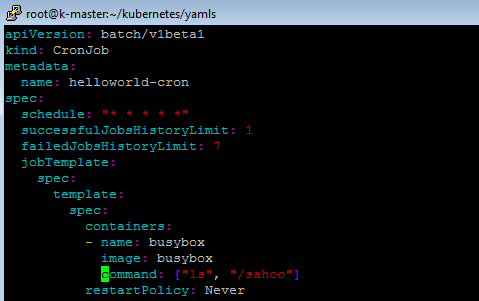 root@k-master:~/kubernetes/yamls
apiVersion: batch/v1beta1
kind: CronJob
metadata:
  name: helloworld-cron
spec:
  schedule: "* * * * *"
  successfulJobsHistoryLimit: 1
  failedJobsHistoryLimit: 7
  jobTemplate:
    spec:
      template:
        spec:
          containers:
          - name: busybox
            image: busybox
            command: ["ls", "/sahoo"]
          restartPolicy: Never